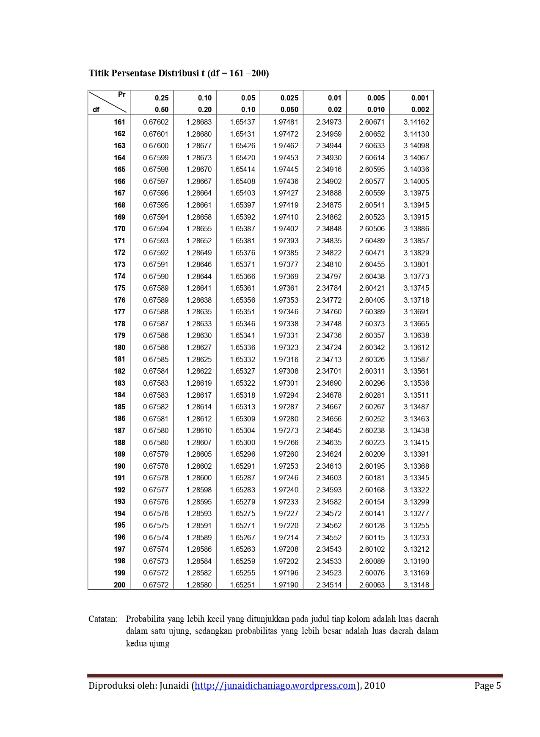 Titik Persentase Distribusi t (df = 161 –200)
Pr 0.25 0.10 0.05 0.025 0.01 0.005 0.001
df 0.50 0.20 0.10 0.050 0.02 0.010 0.002
161 0.67602 1.28683 1.65437 1.97481 2.34973 2.60671 3.14162
162 0.67601 1.28680 1.65431 1.97472 2.34959 2.60652 3.14130
163 0.67600 1.28677 1.65426 1.97462 2.34944 2.60633 3.14098
164 0.67599 1.28673 1.65420 1.97453 2.34930 2.60614 3.14067
165 0.67598 1.28670 1.65414 1.97445 2.34916 2.60595 3.14036
166 0.67597 1.28667 1.65408 1.97436 2.34902 2.60577 3.14005
167 0.67596 1.28664 1.65403 1.97427 2.34888 2.60559 3.13975
168 0.67595 1.28661 1.65397 1.97419 2.34875 2.60541 3.13945
169 0.67594 1.28658 1.65392 1.97410 2.34862 2.60523 3.13915
170 0.67594 1.28655 1.65387 1.97402 2.34848 2.60506 3.13886
171 0.67593 1.28652 1.65381 1.97393 2.34835 2.60489 3.13857
172 0.67592 1.28649 1.65376 1.97385 2.34822 2.60471 3.13829
173 0.67591 1.28646 1.65371 1.97377 2.34810 2.60455 3.13801
174 0.67590 1.28644 1.65366 1.97369 2.34797 2.60438 3.13773
175 0.67589 1.28641 1.65361 1.97361 2.34784 2.60421 3.13745
176 0.67589 1.28638 1.65356 1.97353 2.34772 2.60405 3.13718
177 0.67588 1.28635 1.65351 1.97346 2.34760 2.60389 3.13691
178 0.67587 1.28633 1.65346 1.97338 2.34748 2.60373 3.13665
179 0.67586 1.28630 1.65341 1.97331 2.34736 2.60357 3.13638
180 0.67586 1.28627 1.65336 1.97323 2.34724 2.60342 3.13612
181 0.67585 1.28625 1.65332 1.97316 2.34713 2.60326 3.13587
182 0.67584 1.28622 1.65327 1.97308 2.34701 2.60311 3.13561
183 0.67583 1.28619 1.65322 1.97301 2.34690 2.60296 3.13536
184 0.67583 1.28617 1.65318 1.97294 2.34678 2.60281 3.13511
185 0.67582 1.28614 1.65313 1.97287 2.34667 2.60267 3.13487
186 0.67581 1.28612 1.65309 1.97280 2.34656 2.60252 3.13463
187 0.67580 1.28610 1.65304 1.97273 2.34645 2.60238 3.13438
188 0.67580 1.28607 1.65300 1.97266 2.34635 2.60223 3.13415
189 0.67579 1.28605 1.65296 1.97260 2.34624 2.60209 3.13391
190 0.67578 1.28602 1.65291 1.97253 2.34613 2.60195 3.13368
191 0.67578 1.28600 1.65287 1.97246 2.34603 2.60181 3.13345
192 0.67577 1.28598 1.65283 1.97240 2.34593 2.60168 3.13322
193 0.67576 1.28595 1.65279 1.97233 2.34582 2.60154 3.13299
194 0.67576 1.28593 1.65275 1.97227 2.34572 2.60141 3.13277
195 0.67575 1.28591 1.65271 1.97220 2.34562 2.60128 3.13255
196 0.67574 1.28589 1.65267 1.97214 2.34552 2.60115 3.13233
197 0.67574 1.28586 1.65263 1.97208 2.34543 2.60102 3.13212
198 0.67573 1.28584 1.65259 1.97202 2.34533 2.60089 3.13190
199 0.67572 1.28582 1.65255 1.97196 2.34523 2.60076 3.13169
200 0.67572 1.28580 1.65251 1.97190 2.34514 2.60063 3.13148
Catatan: Probabilita yang lebih kecil yang ditunjukkan pada judul tiap kolom adalah luas daerah
dalam satu ujung, sedangkan probabilitas yang lebih besar adalah luas daerah dalam
kedua ujung
Diproduksi oleh: Junaidi (http://junaidichaniago.wordpress.com), 2010 Page 5